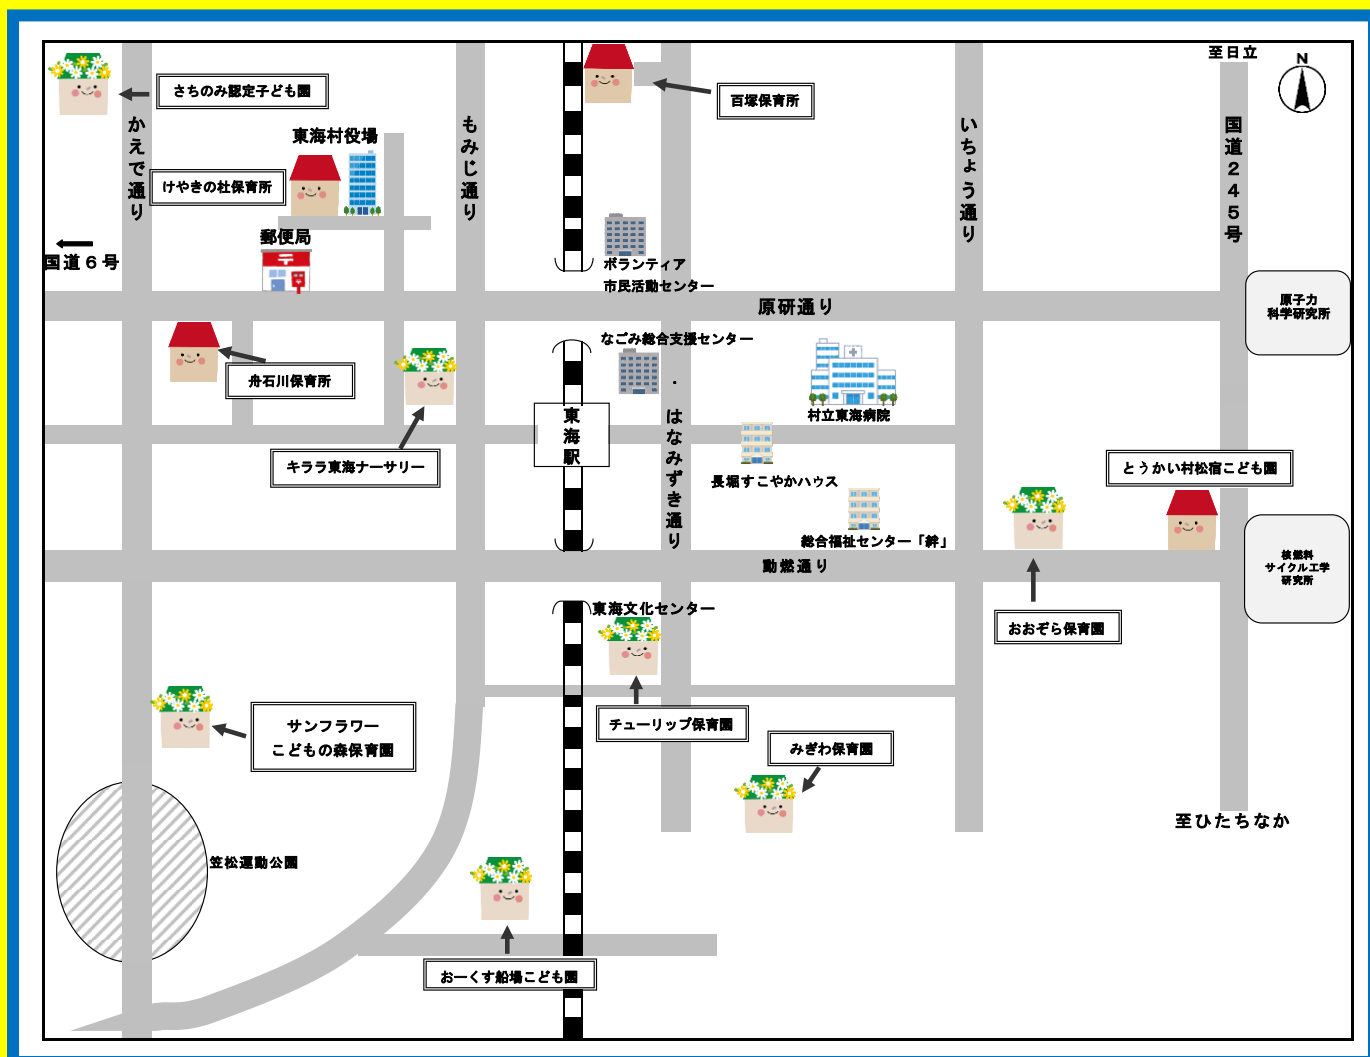 至日立
N
さちのみ認定子ども園
百塚保育所
かえで通り
もみじ通り
いちょう通り
国道２４５号
東海村役場
けやきの杜保育所
郵便局
国道６号
ボランティア
市民活動センター
原研通り
原子力
科学研究所
なごみ総合支援センター
舟石川保育所
村立東海病院
東海駅
はなみずき通り
キララ東海ナーサリー
とうかい村松宿こども園
長堀すこやかハウス
総合福祉センター「絆」
動燃通り
核燃料
サイクル工学
研究所
東海文化センター
おおぞら保育園
チューリップ保育園
サンフラワー
こどもの森保育園
みぎわ保育園
至ひたちなか
笠松運動公園
おーくす船場こども園